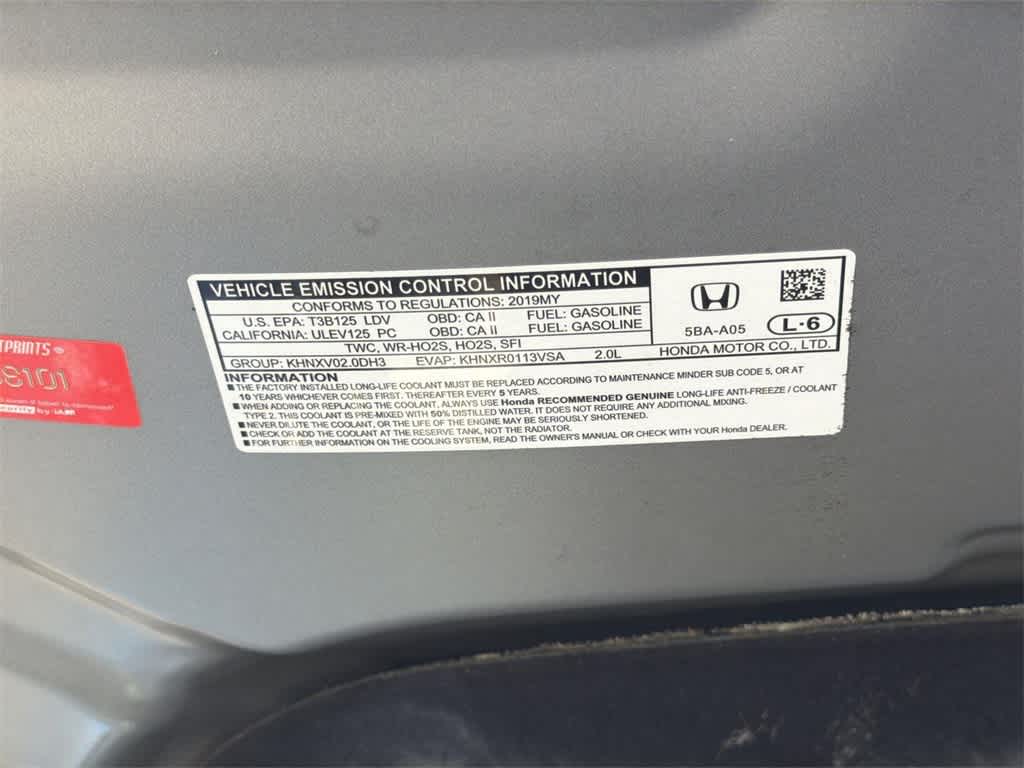 VEHICLE EMISSION CONTROL INFORMATION
CONFORMS TO REGULATIONS: 2019MY
U.S. EPA: T3B125 LDV OBD: CA II FUEL: GASOLINE
CALIFORNIA: ULEV125 PC OBD: CA II FUEL: GASOLINE
TWC, WR-HO2S, HO2S, SFI
GROUP: KHNXV02.0DH3 EVAP: KHNXR0113VSA 2.0L
5BA-A05 L·6
HONDA MOTOR CO., LTD.
INFORMATION
■ THE FACTORY INSTALLED LONG-LIFE COOLANT MUST BE REPLACED ACCORDING TO MAINTENANCE MINDER SUB CODE 5, OR AT
10 YEARS WHICHEVER COMES FIRST. THEREAFTER EVERY 5 YEARS.
■ WHEN ADDING OR REPLACING THE COOLANT, ALWAYS USE Honda RECOMMENDED GENUINE LONG-LIFE ANTI-FREEZE / COOLANT
TYPE 2. THIS COOLANT IS PRE-MIXED WITH 50% DISTILLED WATER. IT DOES NOT REQUIRE ANY ADDITIONAL MIXING.
■ NEVER DILUTE THE COOLANT, OR THE LIFE OF THE ENGINE MAY BE SERIOUSLY SHORTENED.
■ CHECK OR ADD THE COOLANT AT THE RESERVE TANK, NOT THE RADIATOR.
■ FOR FURTHER INFORMATION ON THE COOLING SYSTEM, READ THE OWNER'S MANUAL OR CHECK WITH YOUR Honda DEALER.
TPRINTS
8101